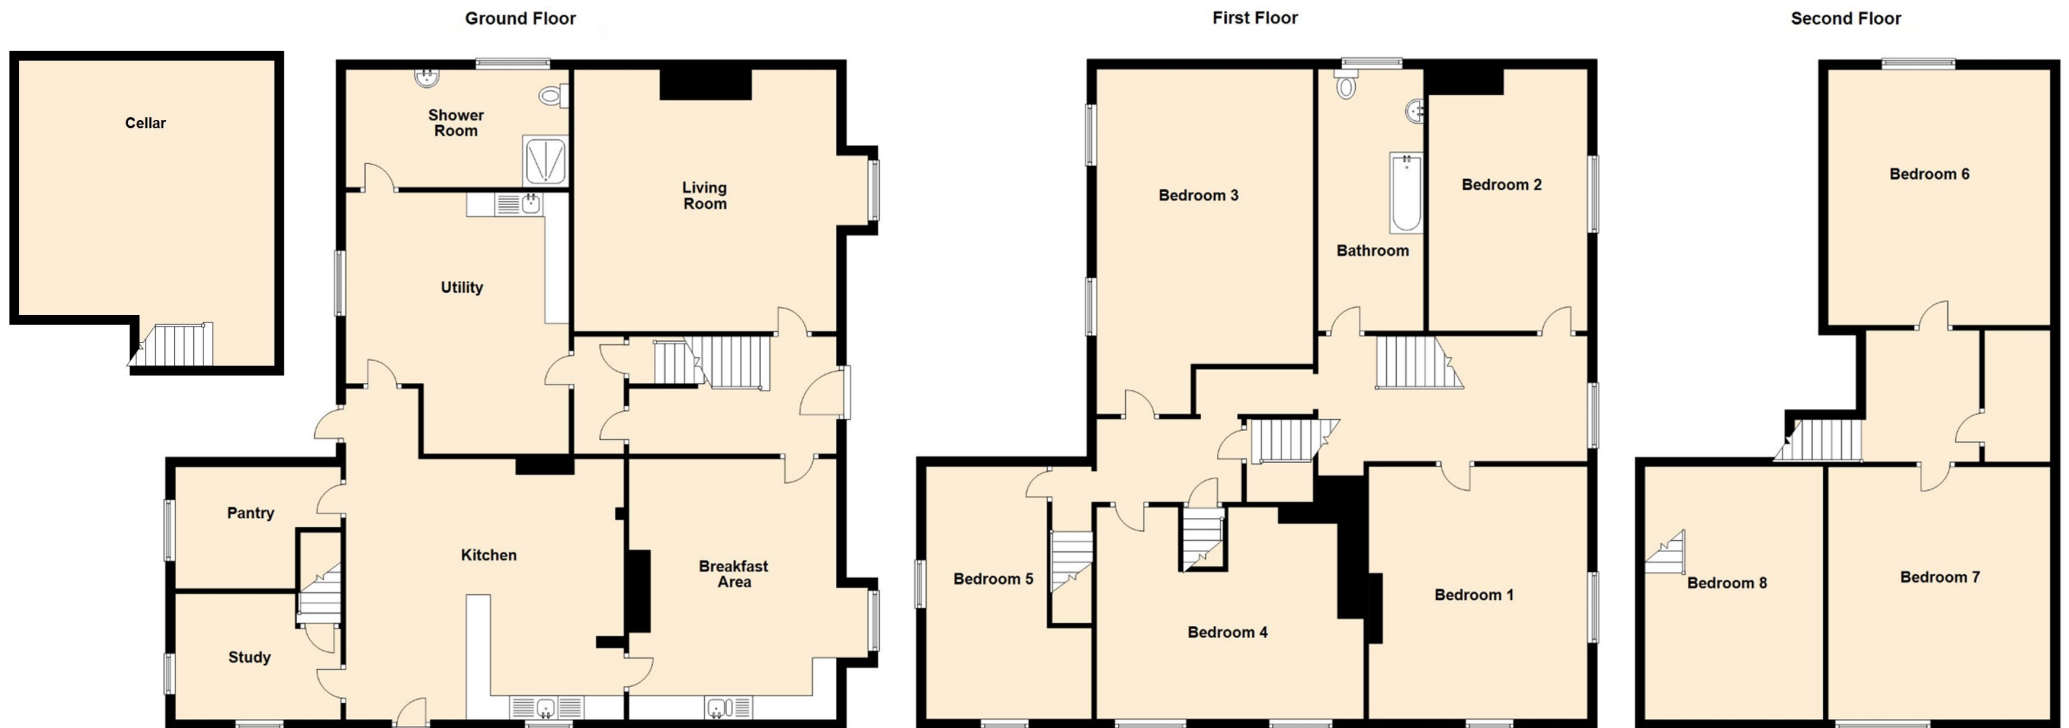 Ground Floor
First Floor
Second Floor
Cellar
Shower
Room
Living
Room
Utility
Pantry
Kitchen
Breakfast
Area
Study
Bedroom 3
Bathroom
Bedroom 2
Bedroom 5
Bedroom 4
Bedroom 1
Bedroom 6
Bedroom 8
Bedroom 7